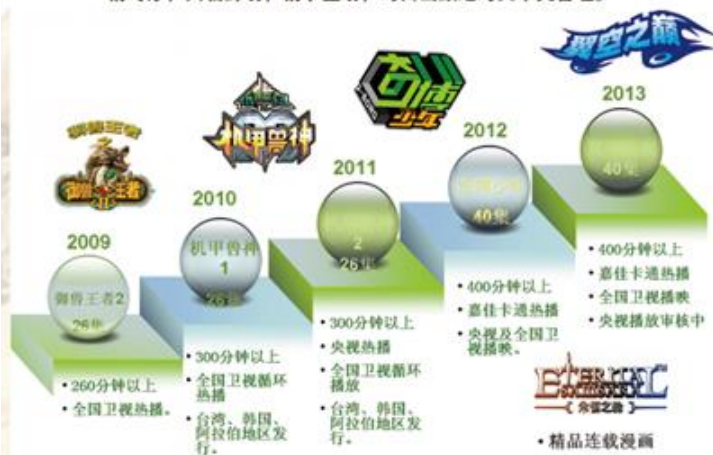 翼空之巅
奇博
少年
机甲兽神
御兽王者
2013
40集
2012
40集
2011
2
26集
2010
机甲兽神
1
26集
2009
御兽王者2
26集
• 260分钟以上
• 全国卫视热播。
• 300分钟以上
• 全国卫视循环
热播
• 台湾、韩国、
阿拉伯地区发
行。
• 300分钟以上
• 央视热播
• 全国卫视循环
播放
• 台湾、韩国、
阿拉伯地区发
行。
• 400分钟以上
• 嘉佳卡通热播
• 央视及全国卫
视播映。
• 400分钟以上
• 嘉佳卡通热播
• 全国卫视播映
• 央视播放审核中
ETERNAL
• 精品连载漫画